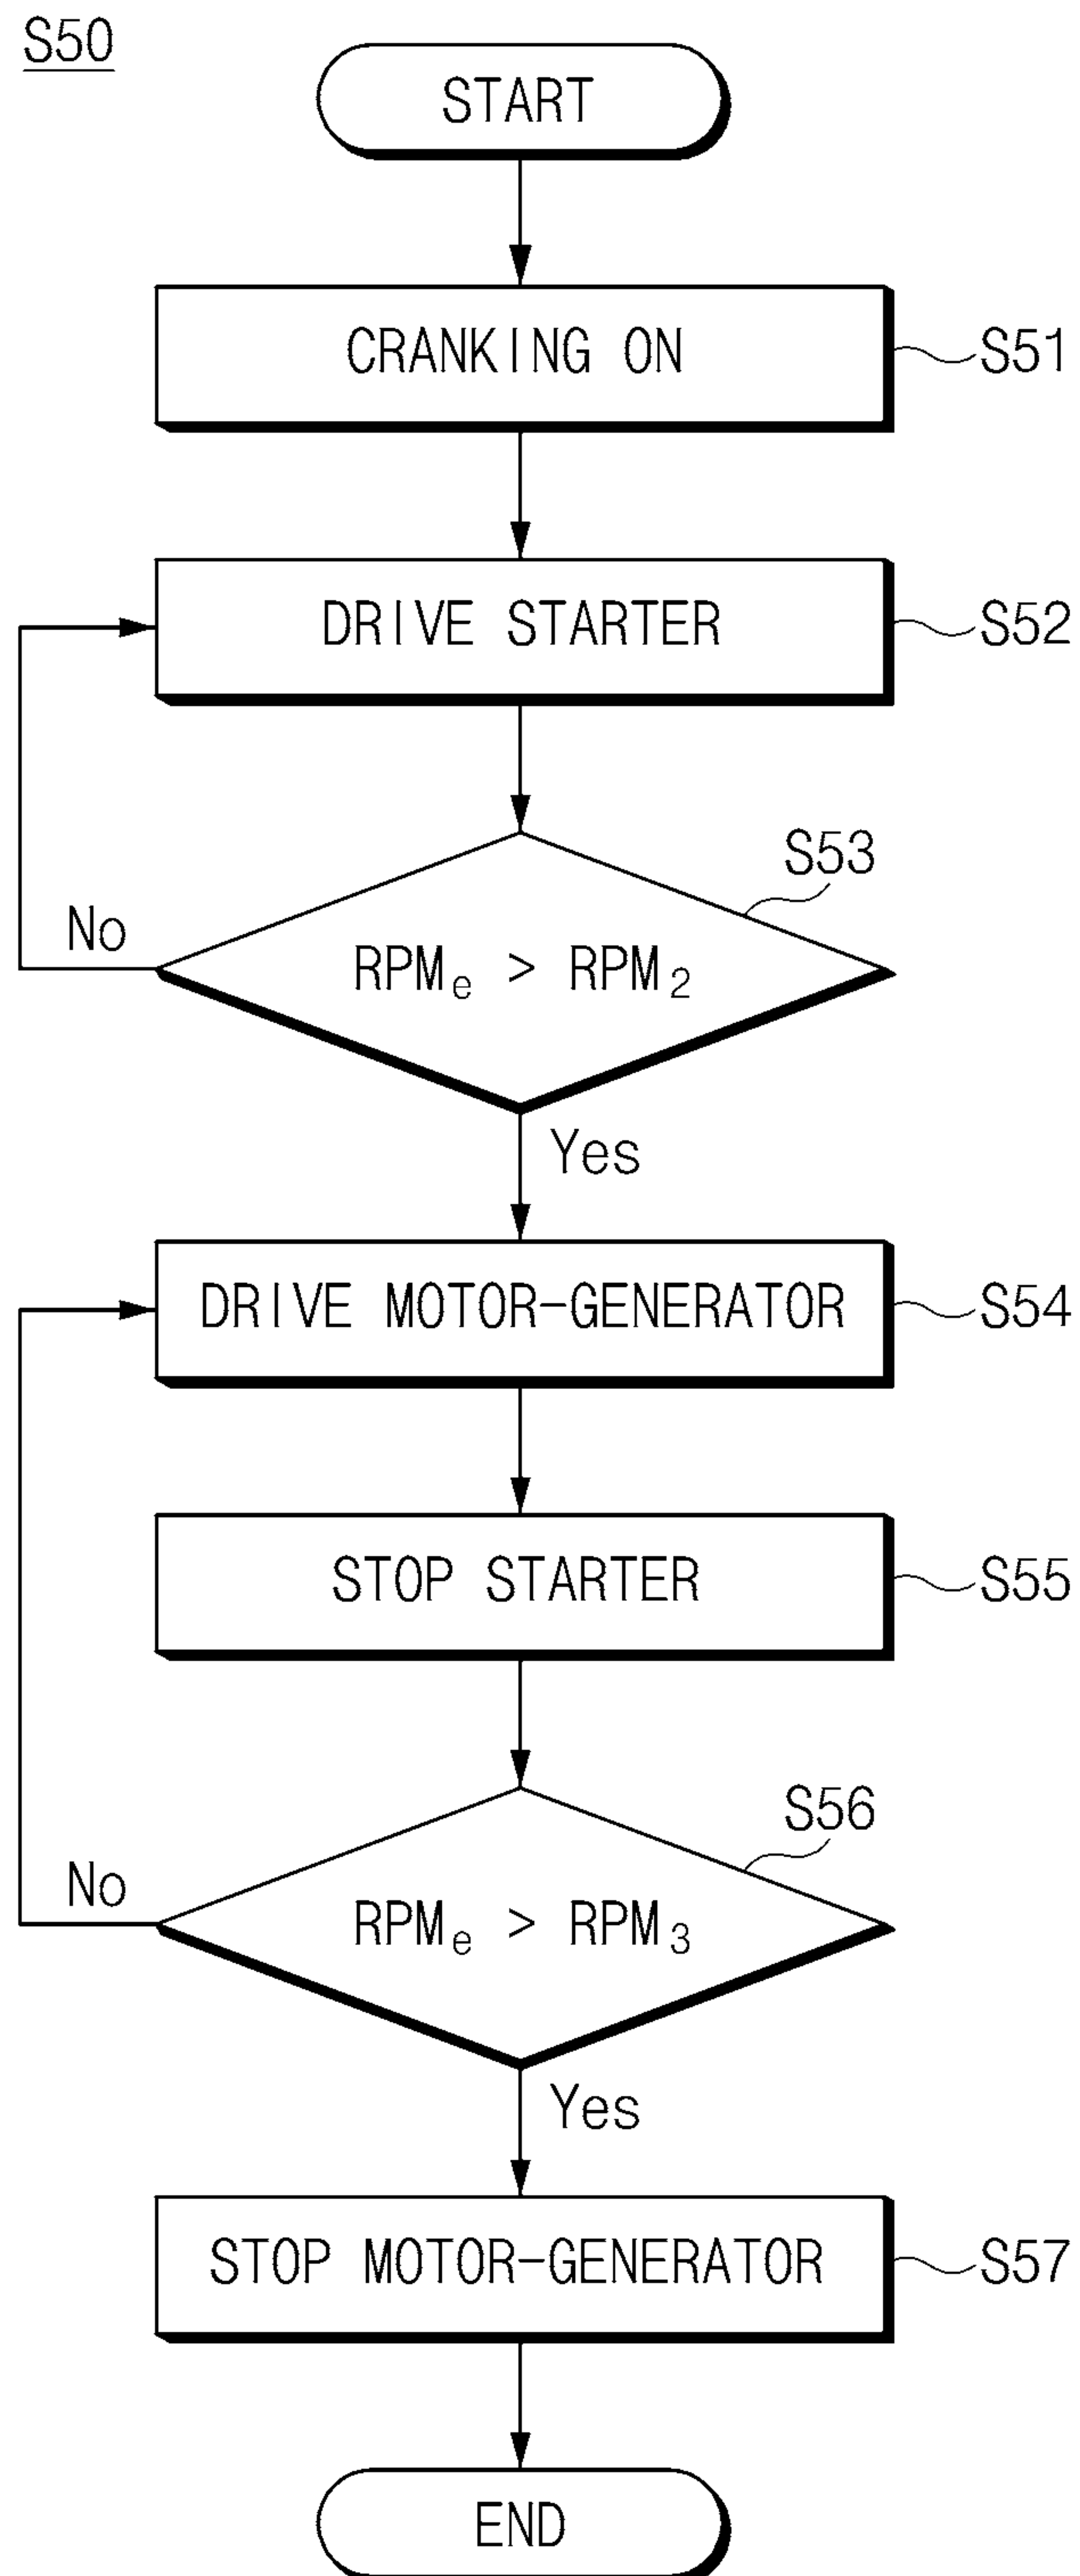 S50
START
CRANKING ON
S51
DRIVE STARTER
S52
S53
No
RPMₑ > RPM₂
Yes
DRIVE MOTOR-GENERATOR
S54
STOP STARTER
S55
S56
No
RPMₑ > RPM₃
Yes
STOP MOTOR-GENERATOR
S57
END